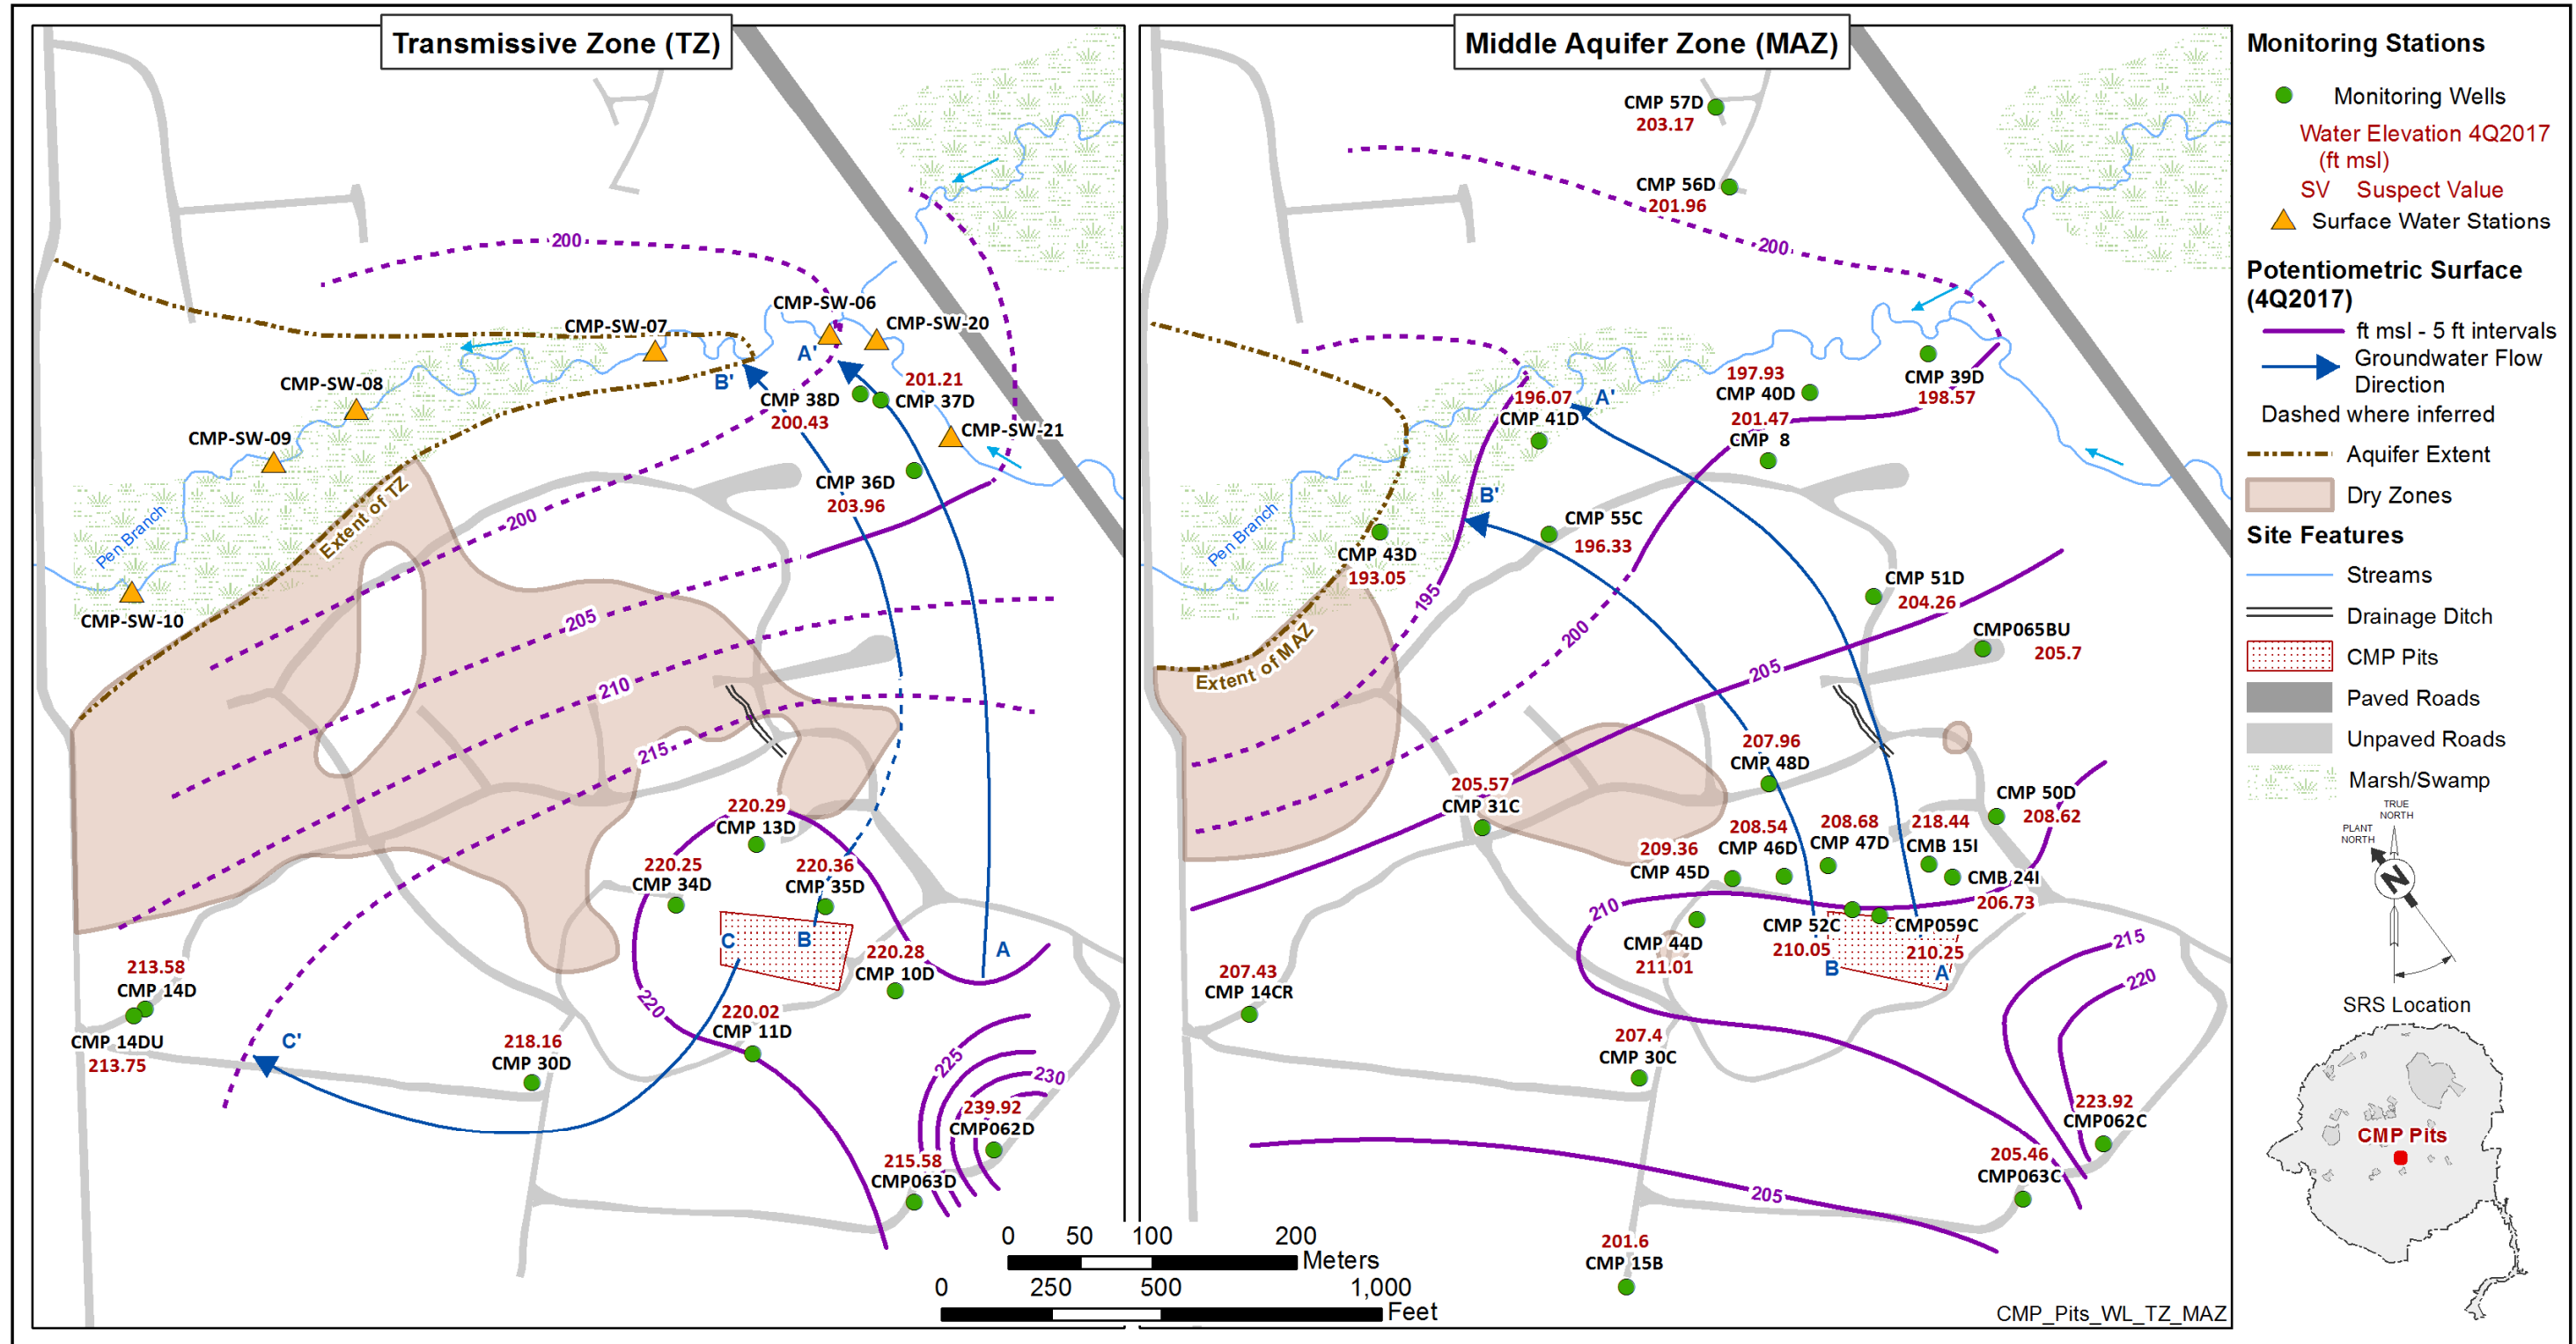 Transmissive Zone (TZ)
200
CMP-SW-06
CMP-SW-07
CMP-SW-20
A'
B'
CMP-SW-08
201.21
CMP 38D
CMP 37D
200.43
CMP-SW-09
CMP-SW-21
CMP 36D
203.96
200
Extent of TZ
Pen Branch
CMP-SW-10
205
210
215
220.29
CMP 13D
220.25
CMP 34D
220.36
CMP 35D
C
B
A
220.28
CMP 10D
213.58
CMP 14D
220
220.02
CMP 11D
CMP 14DU
213.75
C'
218.16
CMP 30D
225
230
239.92
CMP062D
215.58
CMP063D
0 50 100 200
Meters
0 250 500 1,000
Feet
Middle Aquifer Zone (MAZ)
CMP 57D
203.17
CMP 56D
201.96
200
197.93
CMP 40D
CMP 39D
198.57
196.07
CMP 41D
A'
201.47
CMP 8
B'
CMP 55C
196.33
Pen Branch
CMP 43D
193.05
195
CMP 51D
204.26
200
CMP065BU
205.7
Extent of MAZ
205
207.96
CMP 48D
205.57
CMP 31C
CMP 50D
208.62
208.54
CMP 46D
208.68
CMP 47D
218.44
CMB 15I
209.36
CMP 45D
CMB 24I
206.73
210
CMP 52C
210.05
CMP059C
210.25
CMP 44D
211.01
B
A
215
220
207.43
CMP 14CR
207.4
CMP 30C
223.92
CMP062C
205.46
CMP063C
205
201.6
CMP 15B
CMP_Pits_WL_TZ_MAZ
Monitoring Stations
Monitoring Wells
Water Elevation 4Q2017
(ft msl)
SV Suspect Value
Surface Water Stations
Potentiometric Surface
(4Q2017)
ft msl - 5 ft intervals
Groundwater Flow
Direction
Dashed where inferred
Aquifer Extent
Dry Zones
Site Features
Streams
Drainage Ditch
CMP Pits
Paved Roads
Unpaved Roads
Marsh/Swamp
TRUE
NORTH
PLANT
NORTH
N
SRS Location
CMP Pits